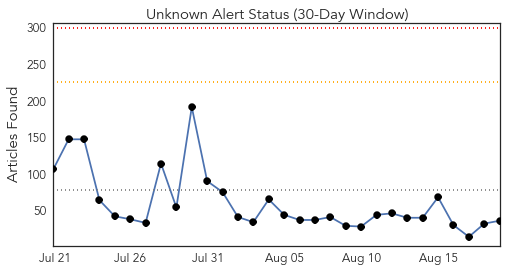 Unknown Alert Status (30-Day Window)
Articles Found
300
250
200
150
100
50
Jul 21
Jul 26
Jul 31
Aug 05
Aug 10
Aug 15